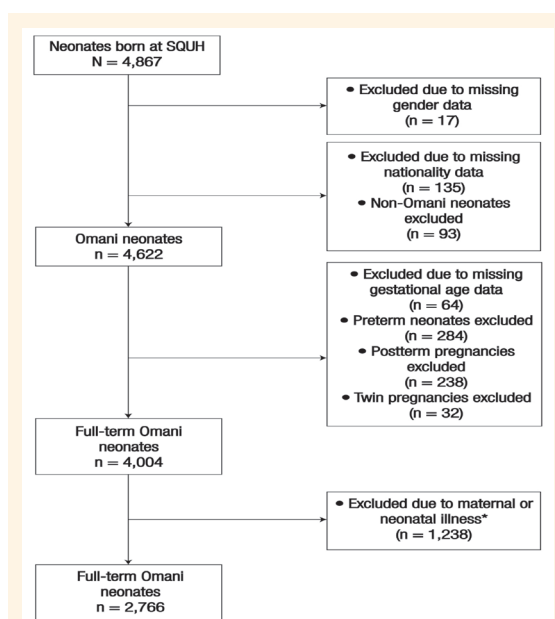 Neonates born at SQUH
N = 4,867
● Excluded due to missing
gender data
(n = 17)
● Excluded due to missing
nationality data
(n = 135)
● Non-Omani neonates
excluded
(n = 93)
Omani neonates
n = 4,622
● Excluded due to missing
gestational age data
(n = 64)
● Preterm neonates excluded
(n = 284)
● Postterm pregnancies
excluded
(n = 238)
● Twin pregnancies excluded
(n = 32)
Full-term Omani
neonates
n = 4,004
● Excluded due to maternal or
neonatal illness*
(n = 1,238)
Full-term Omani
neonates
n = 2,766